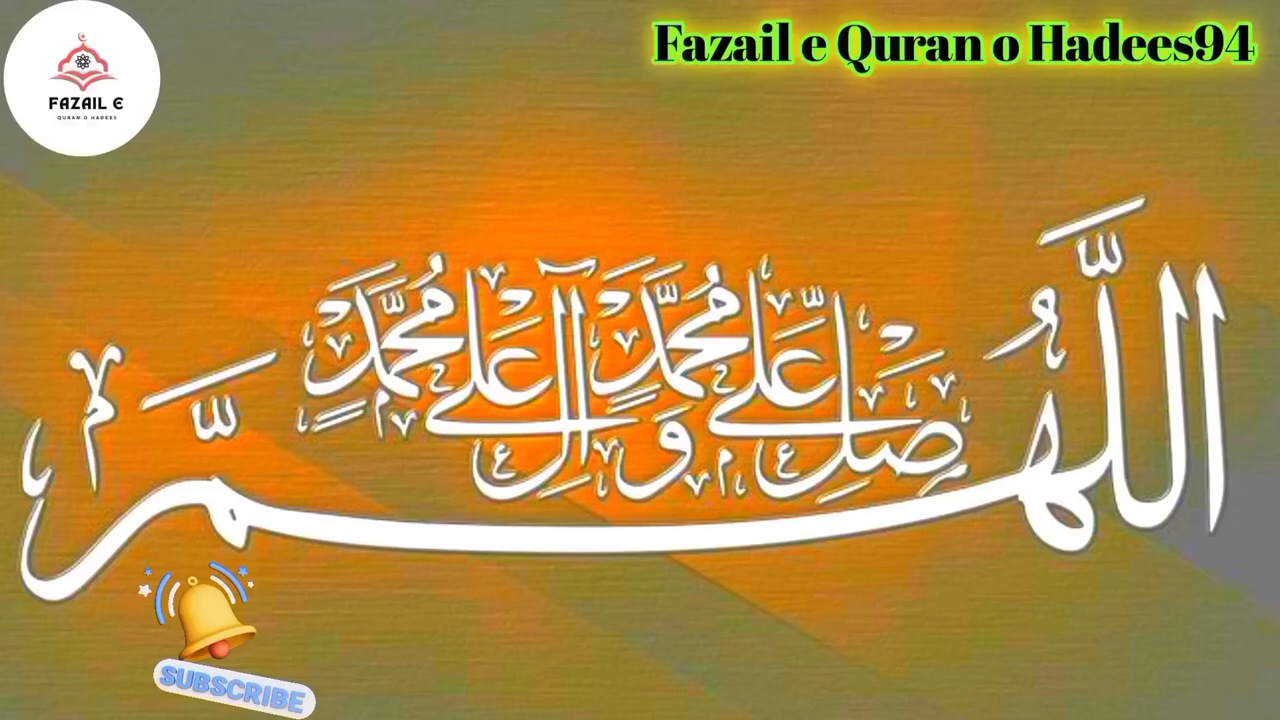 Fazail e Quran o Hadees94
FAZAIL E
QURAN O HADEES
اللّٰهُمَّ صَلِّ عَلٰى مُحَمَّدٍ وَ آلِ عَلٰى مُحَمَّدٍ
SUBSCRIBE